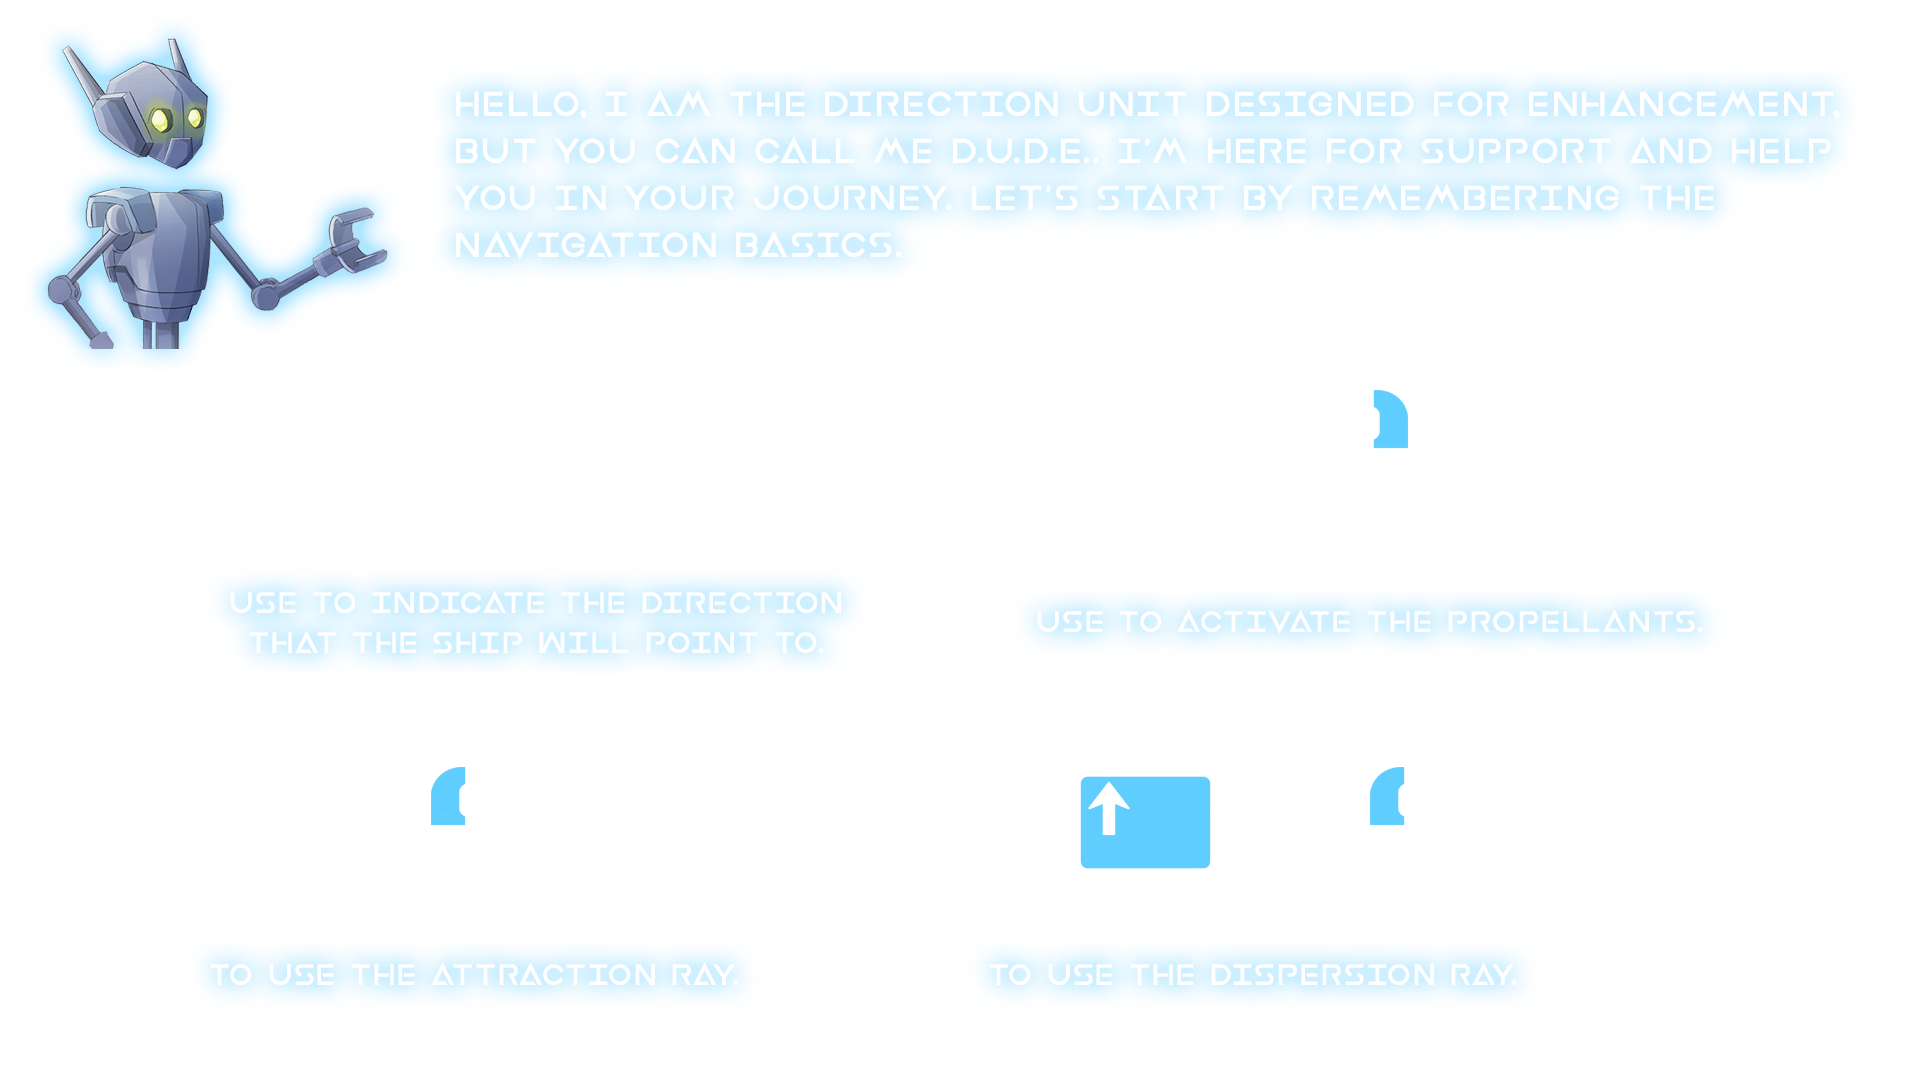 HELLO, I AM THE DIRECTION UNIT DESIGNED FOR ENHANCEMENT,
BUT YOU CAN CALL ME D.U.D.E.. I'M HERE FOR SUPPORT AND HELP
YOU IN YOUR JOURNEY. LET'S START BY REMEMBERING THE
NAVIGATION BASICS.
USE TO INDICATE THE DIRECTION
THAT THE SHIP WILL POINT TO.
USE TO ACTIVATE THE PROPELLANTS.
TO USE THE ATTRACTION RAY.
TO USE THE DISPERSION RAY.